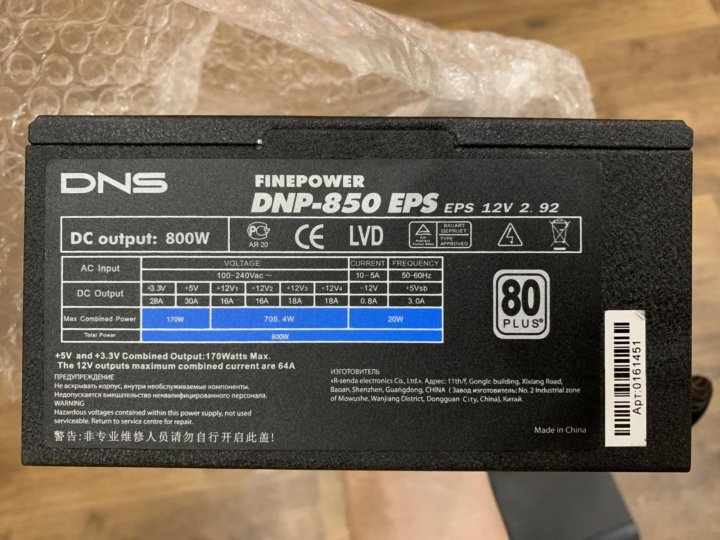 DNS
FINEPOWER
DNP-850 EPS EPS 12V 2.92
DC output: 800W
АЯ 20
CE
LVD
BAUART GEPRUEFT
TYPE APPROVED
AC Input VOLTAGE CURRENT FREQUENCY
100-240Vac~ 10-5A 50-60Hz
DC Output +3.3V +5V +12V1 +12V2 +12V3 +12V4 -12V +5Vsb
28A 30A 16A 16A 18A 18A 0.8A 3.0A
Max Combined Power 170W 705.4W 20W
Total Power 800W
80
PLUS
+5V and +3.3V Combined Output:170Watts Max.
The 12V outputs maximum combined current are 64A
ПРЕДУПРЕЖДЕНИЕ
Не вскрывать корпус, внутри необслуживаемые компоненты.
Недопускается вмешательство неквалифицированного персонала.
WARNING
Hazardous voltages contained within this power supply, not used
serviceable. Return to service centre for repair.
警告:非专业维修人员请勿自行开启此盖!
ИЗГОТОВИТЕЛЬ
«R-senda electronics Co., Ltd.». Адрес: 11th/f, Gongle building, Xixiang Road,
Baoan, Shenzhen, Guangdong, CHINA ( Завод изготовитель: No. 2 Industrial zone
of Mowushe, Wanjiang District, Dongguan City, China), Китай.
Made in China
Арт:0161451